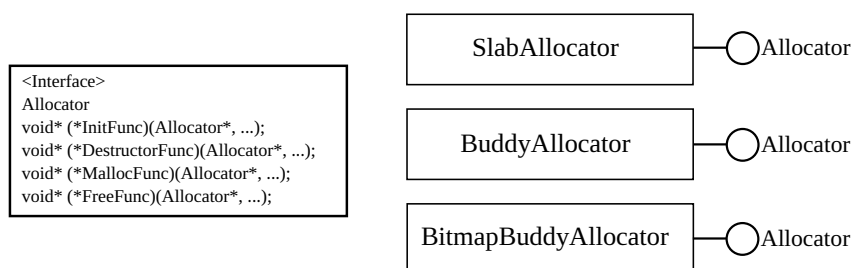 <Interface>
Allocator
void* (*InitFunc)(Allocator*, ...);
void* (*DestructorFunc)(Allocator*, ...);
void* (*MallocFunc)(Allocator*, ...);
void* (*FreeFunc)(Allocator*, ...);
SlabAllocator
Allocator
BuddyAllocator
Allocator
BitmapBuddyAllocator
Allocator